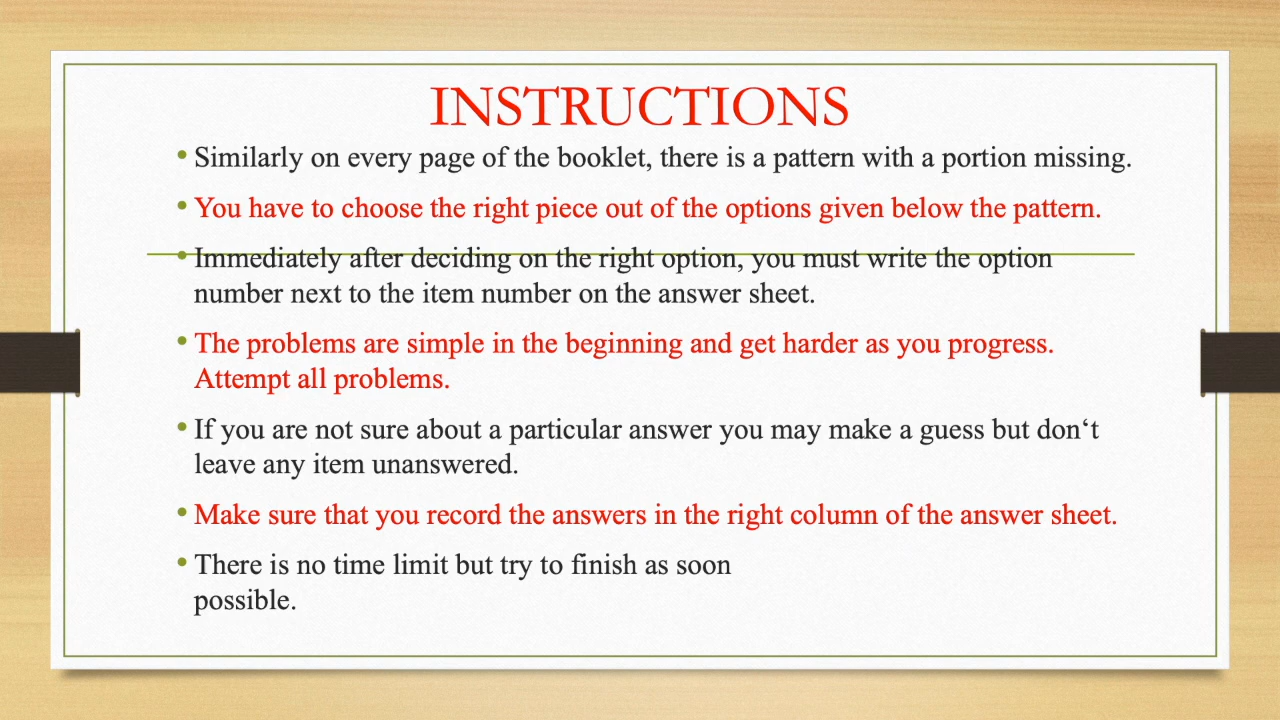 INSTRUCTIONS
• Similarly on every page of the booklet, there is a pattern with a portion missing.
• You have to choose the right piece out of the options given below the pattern.
• Immediately after deciding on the right option, you must write the option
number next to the item number on the answer sheet.
• The problems are simple in the beginning and get harder as you progress.
Attempt all problems.
• If you are not sure about a particular answer you may make a guess but don‘t
leave any item unanswered.
• Make sure that you record the answers in the right column of the answer sheet.
• There is no time limit but try to finish as soon
possible.